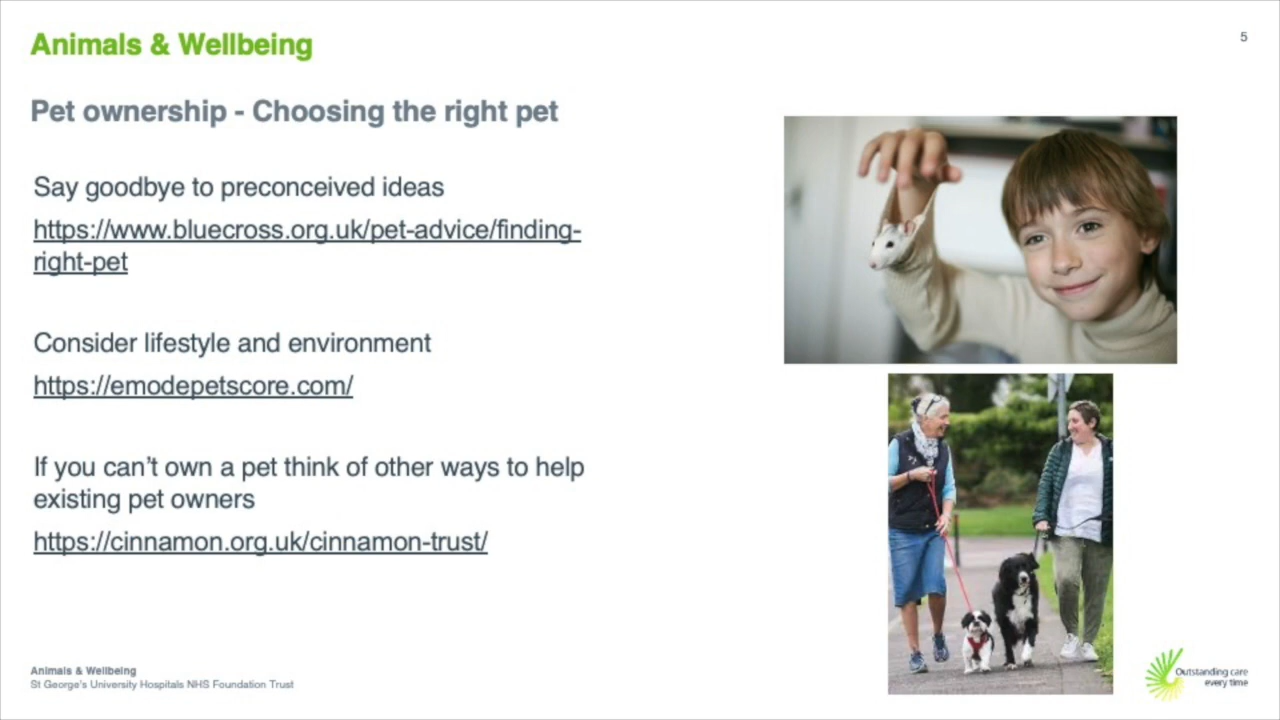 Animals & Wellbeing
5
Pet ownership - Choosing the right pet
Say goodbye to preconceived ideas
https://www.bluecross.org.uk/pet-advice/finding-
right-pet
Consider lifestyle and environment
https://emodepetscore.com/
If you can’t own a pet think of other ways to help
existing pet owners
https://cinnamon.org.uk/cinnamon-trust/
Animals & Wellbeing
St George's University Hospitals NHS Foundation Trust
Outstanding care
every time